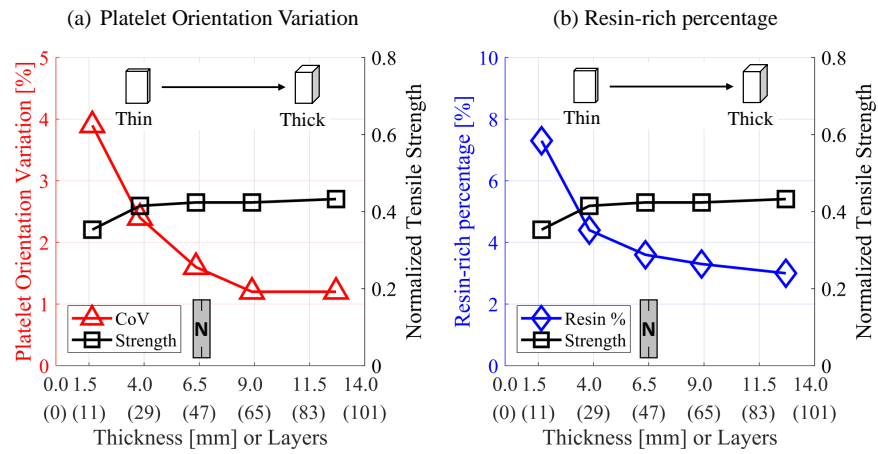 (a) Platelet Orientation Variation
5
4
3
2
1
0
Platelet Orientation Variation [%]
0.8
0.6
0.4
0.2
0
Normalized Tensile Strength
Thin
Thick
CoV
Strength
N
0.0 1.5 4.0 6.5 9.0 11.5 14.0
(0) (11) (29) (47) (65) (83) (101)
Thickness [mm] or Layers
(b) Resin-rich percentage
10
8
6
4
2
0
Resin-rich percentage [%]
0.8
0.6
0.4
0.2
0
Normalized Tensile Strength
Thin
Thick
Resin %
Strength
N
0.0 1.5 4.0 6.5 9.0 11.5 14.0
(0) (11) (29) (47) (65) (83) (101)
Thickness [mm] or Layers